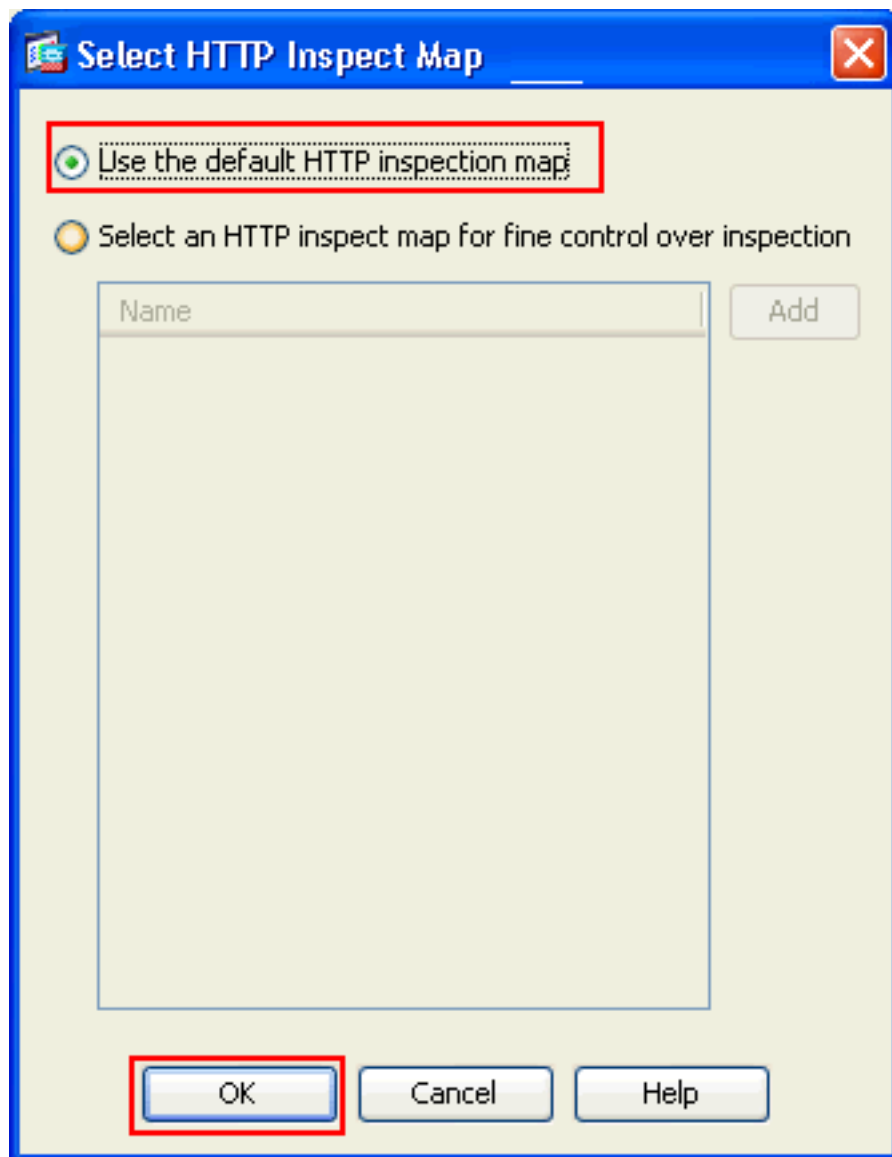 Select HTTP Inspect Map
Use the default HTTP inspection map
Select an HTTP inspect map for fine control over inspection
Name
Add
OK
Cancel
Help